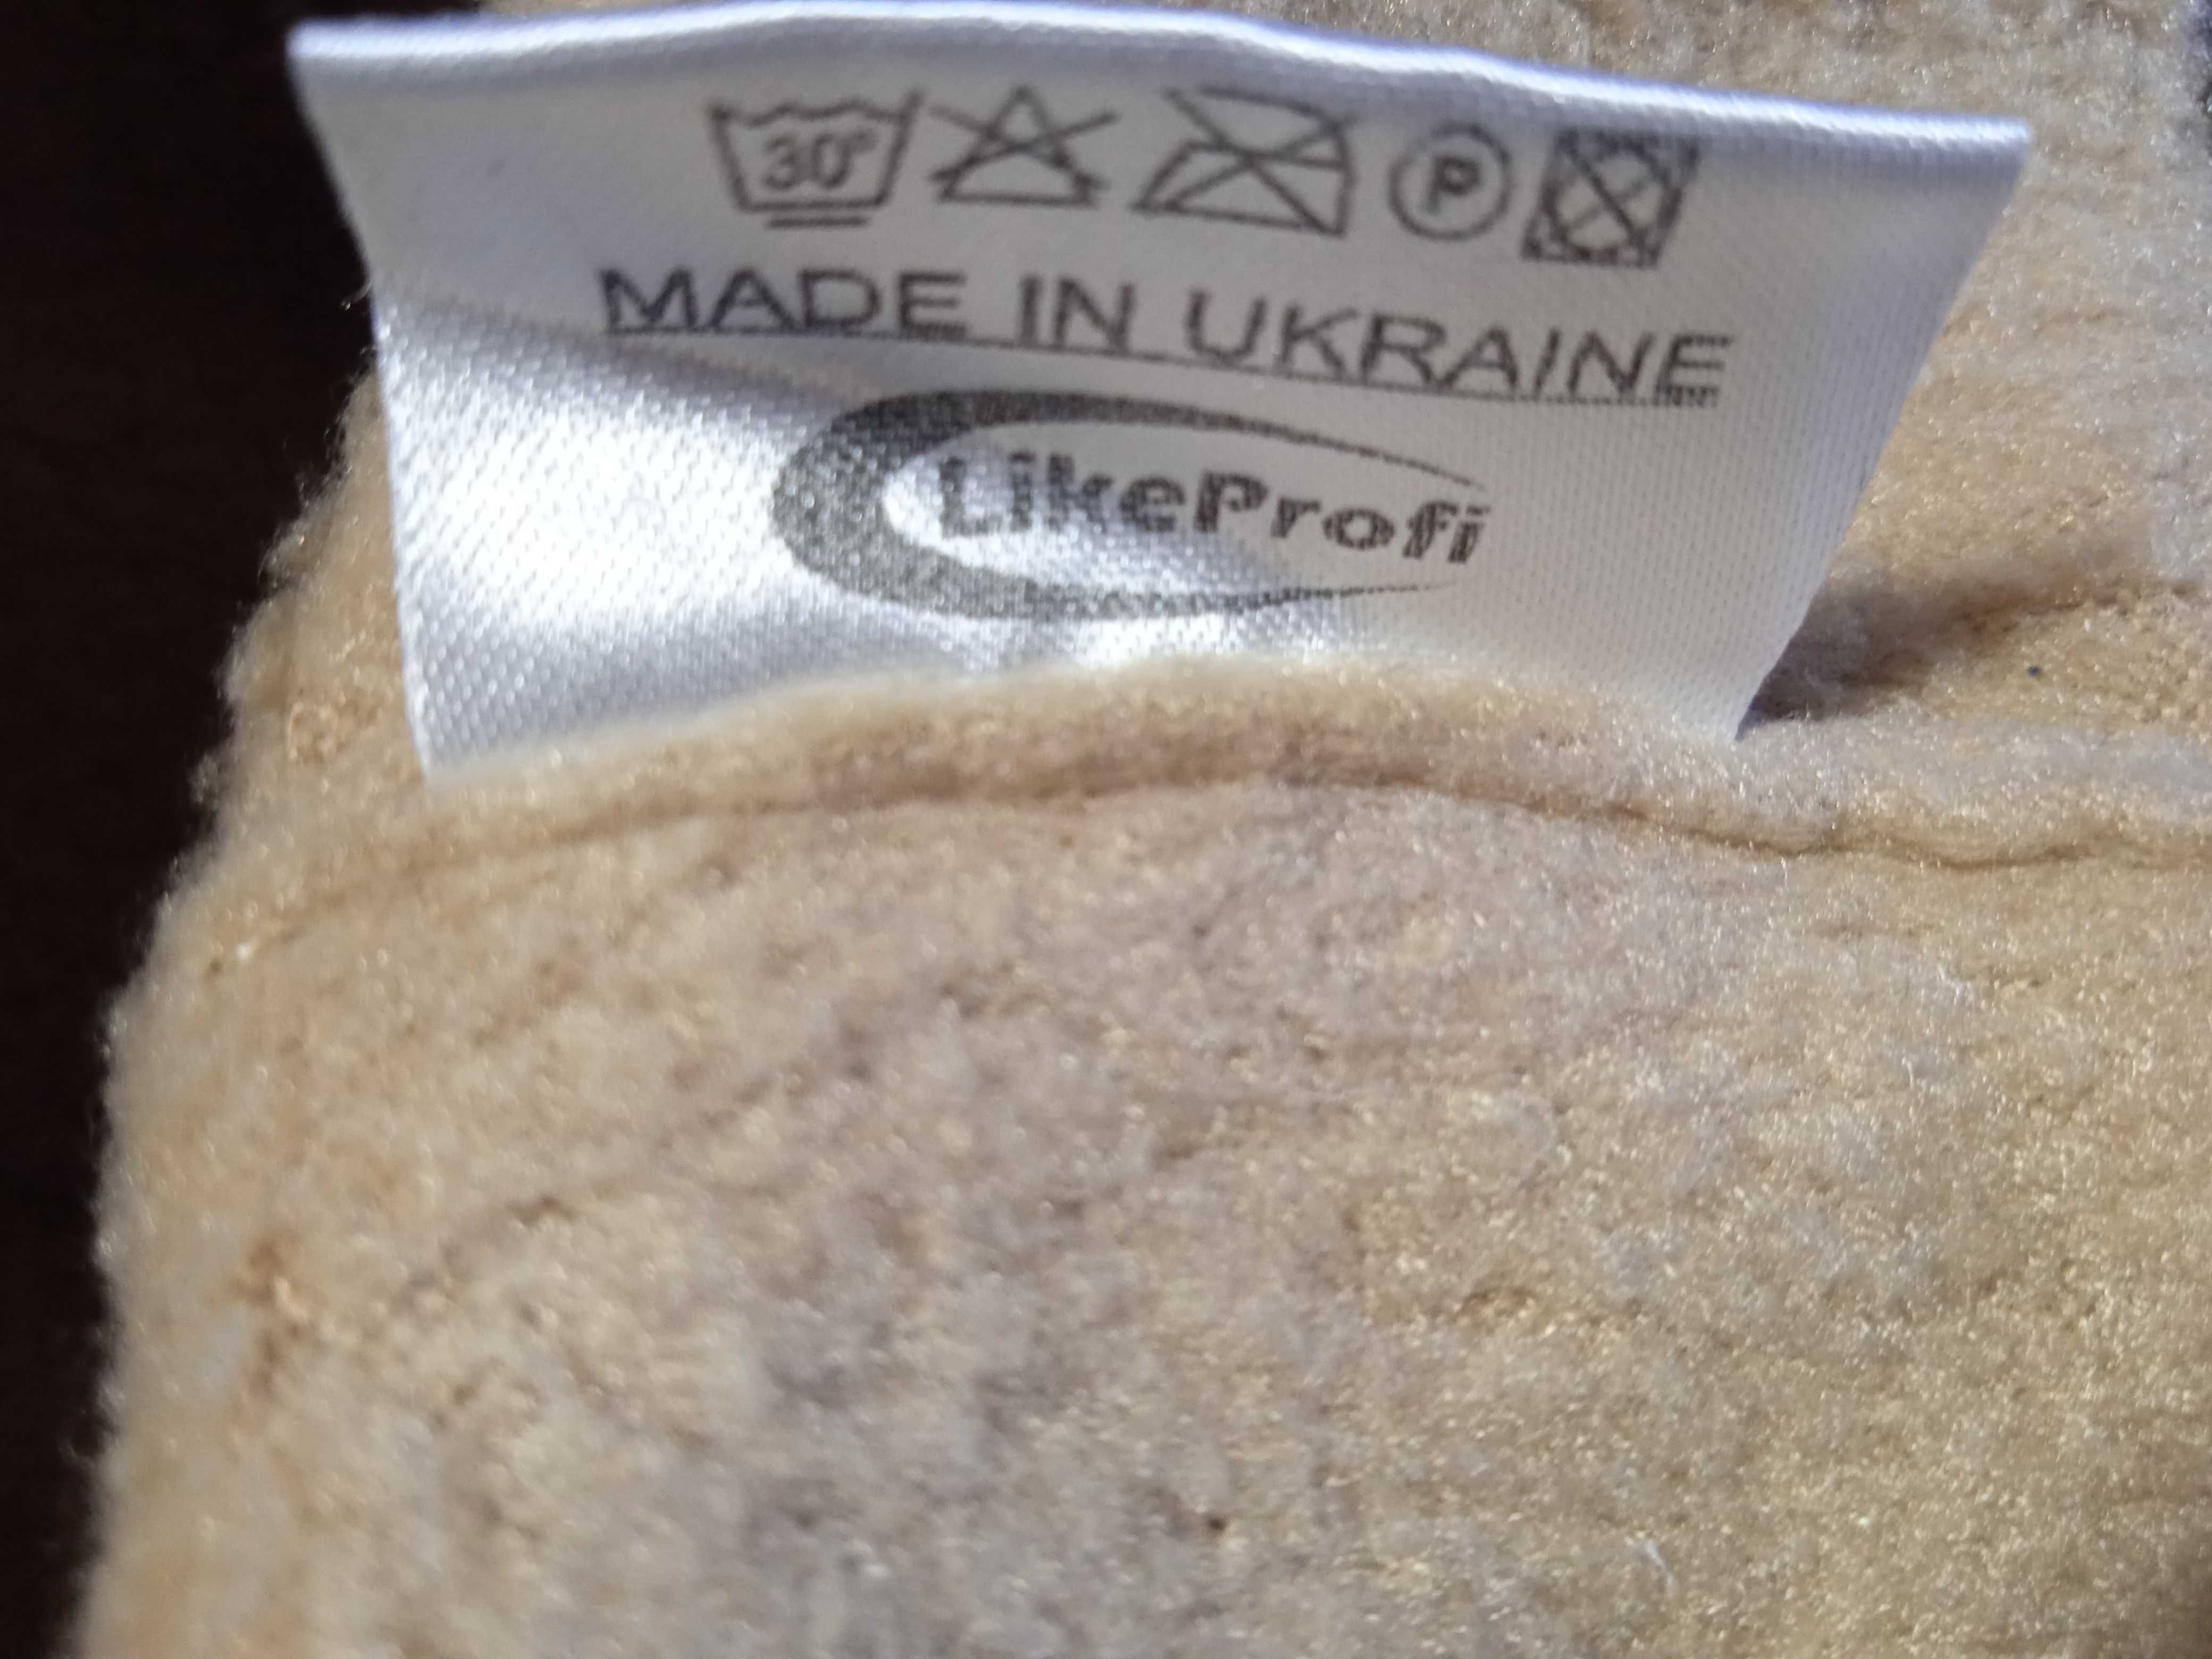 30° P
MADE IN UKRAINE
LikeProfi